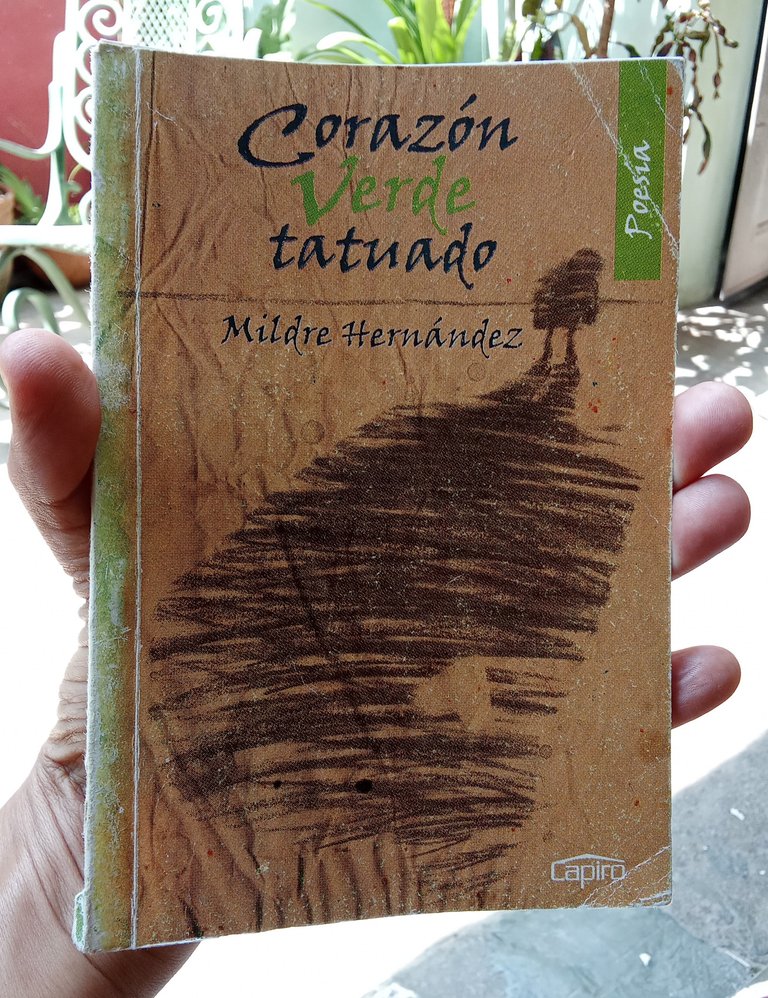 Corazón
Verde
tatuado
Mildre Hernández
Poesía
Capiro